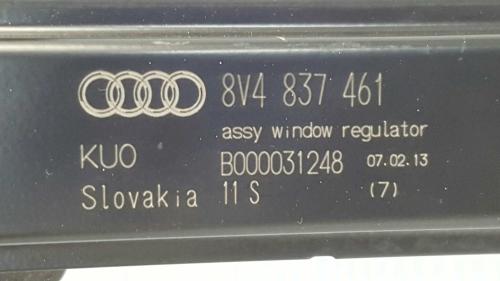 8V4 837 461
assy window regulator
KUO B000031248 07.02.13
Slovakia 11 S (7)